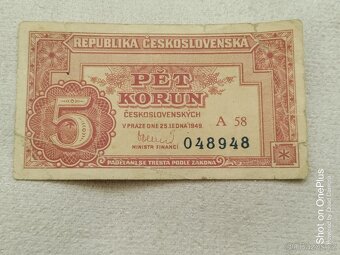 REPUBLIKA ČESKOSLOVENSKÁ
PĚT
KORUN
5
ČESKOSLOVENSKÝCH
A 58
V PRAZE DNE 25. LEDNA 1949.
048948
MINISTR FINANCÍ
PADĚLÁNÍ SE TRESTÁ PODLE ZÁKONA
Shot on OnePlus